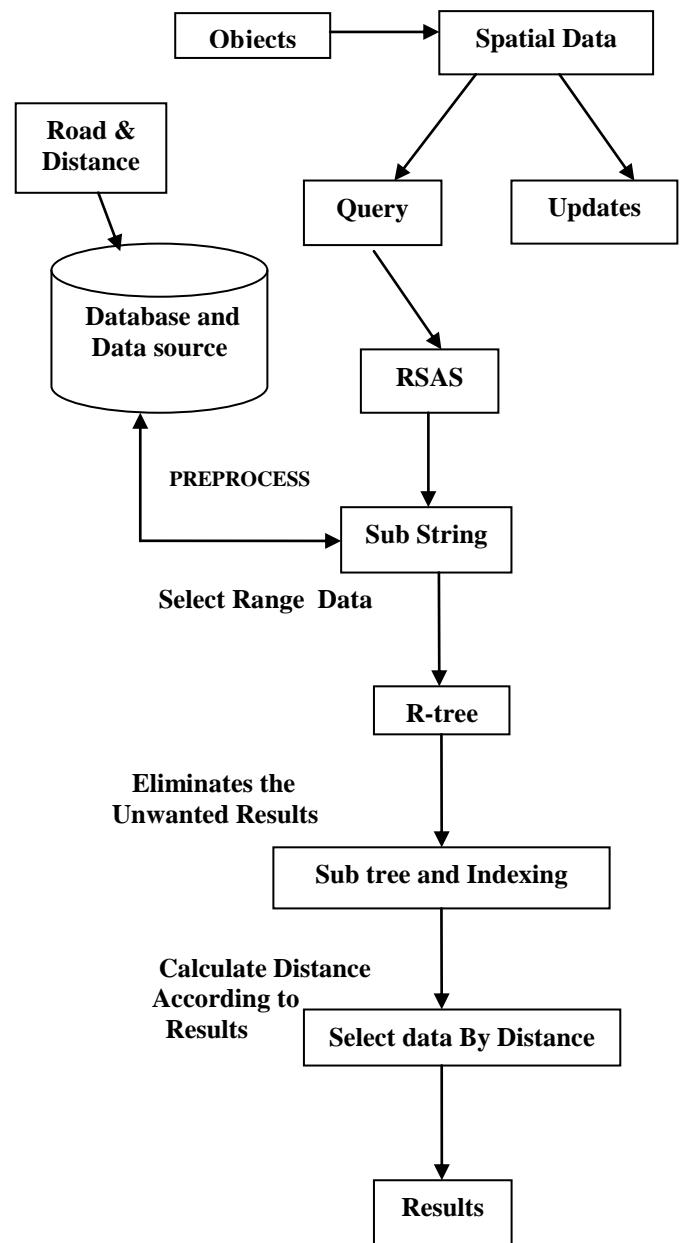 Objects
Spatial Data
Road &
Distance
Query
Updates
Database and
Data source
RSAS
PREPROCESS
Sub String
Select Range Data
R-tree
Eliminates the
Unwanted Results
Sub tree and Indexing
Calculate Distance
According to
Results
Select data By Distance
Results